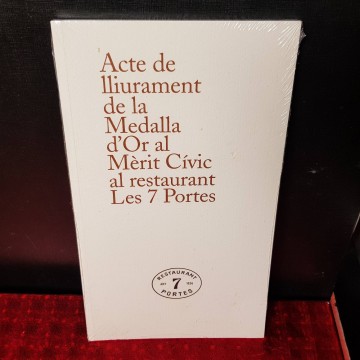 Acte de
lliurament
de la
Medalla
d'Or al
Mèrit Cívic
al restaurant
Les 7 Portes
RESTAURANT
7
PORTES